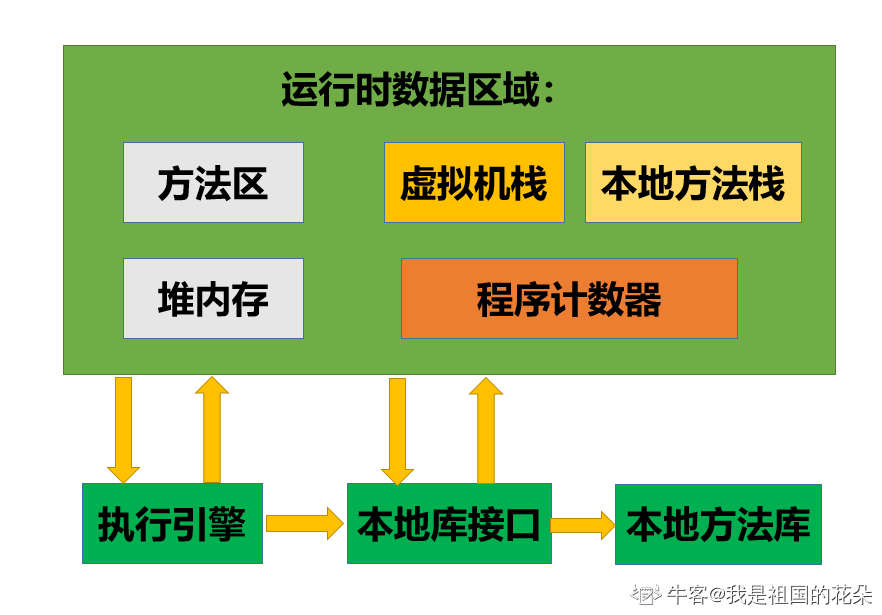 运行时数据区域：
方法区
虚拟机栈
本地方法栈
堆内存
程序计数器
执行引擎
本地库接口
本地方法库
牛客@我是祖国的花朵